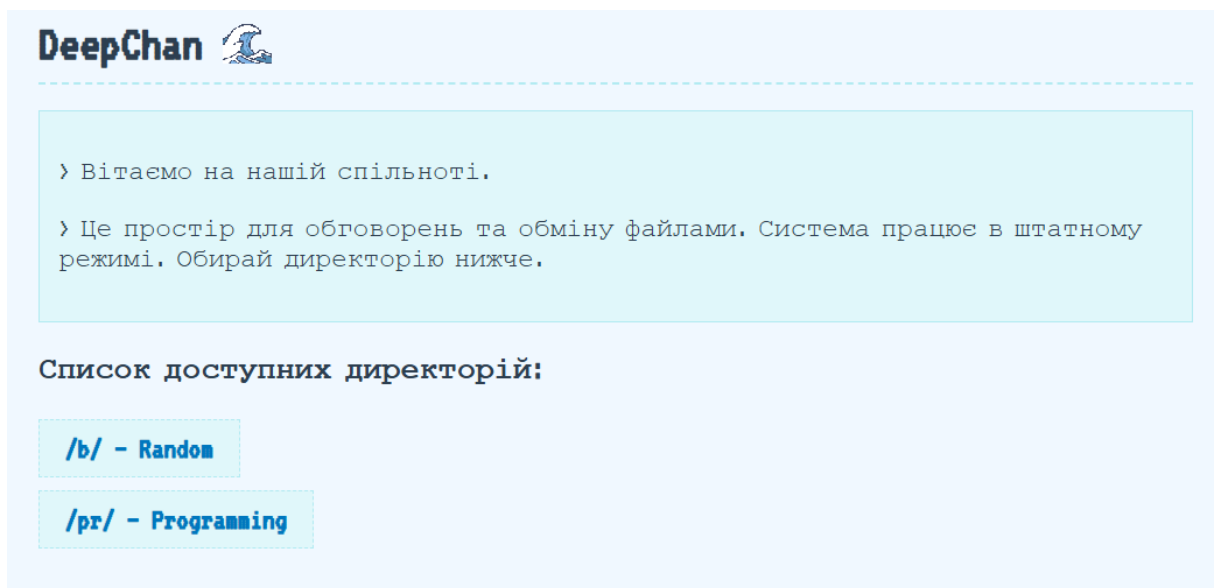 DeepChan
> Вітаємо на нашій спільноті.
> Це простір для обговорень та обміну файлами. Система працює в штатному
режимі. Обирай директорію нижче.
Список доступних директорій:
/b/ - Random
/pr/ - Programming